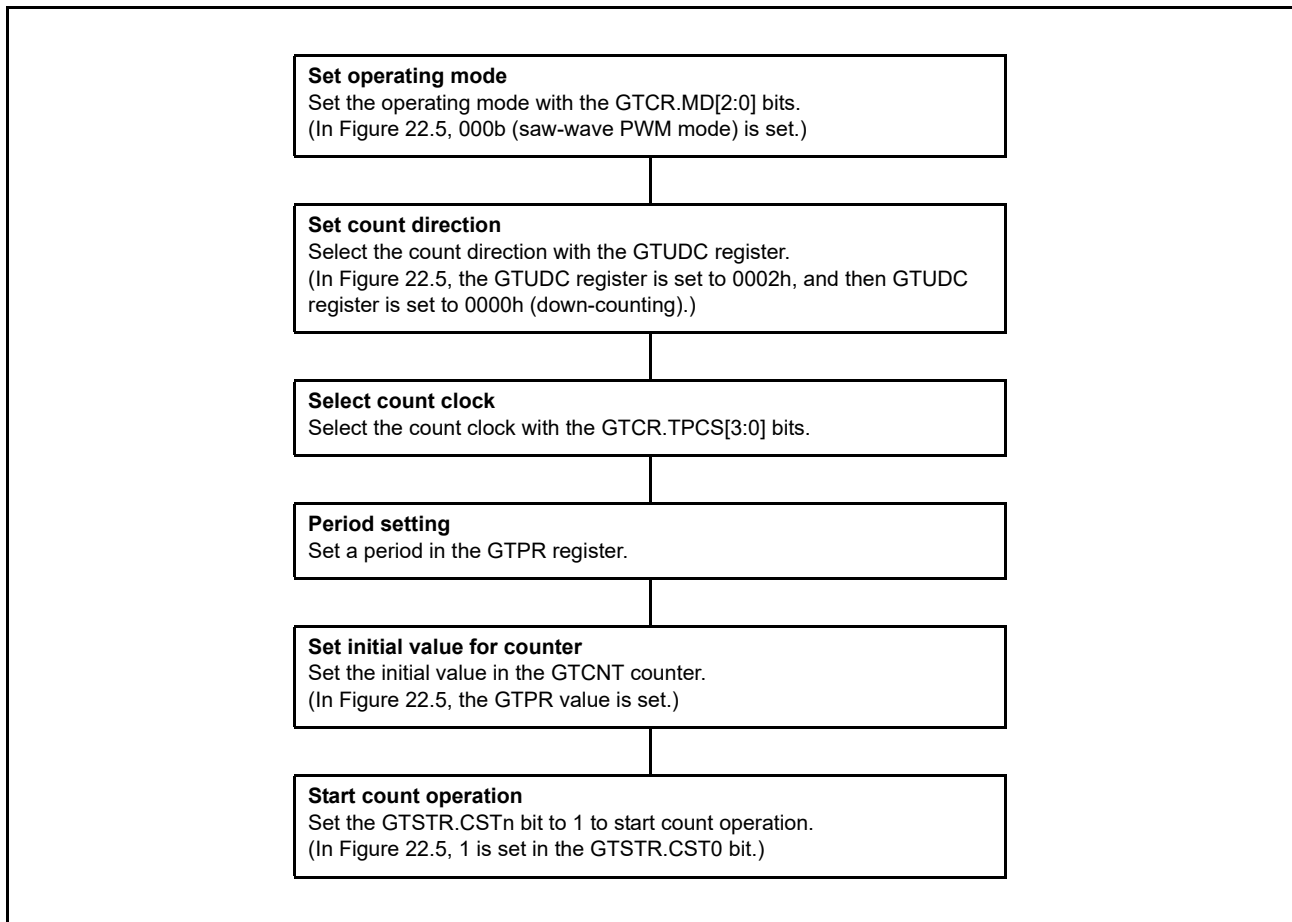 Set operating mode
Set the operating mode with the GTCR.MD[2:0] bits.
(In Figure 22.5, 000b (saw-wave PWM mode) is set.)
Set count direction
Select the count direction with the GTUDC register.
(In Figure 22.5, the GTUDC register is set to 0002h, and then GTUDC
register is set to 0000h (down-counting).)
Select count clock
Select the count clock with the GTCR.TPCS[3:0] bits.
Period setting
Set a period in the GTPR register.
Set initial value for counter
Set the initial value in the GTCNT counter.
(In Figure 22.5, the GTPR value is set.)
Start count operation
Set the GTSTR.CSTn bit to 1 to start count operation.
(In Figure 22.5, 1 is set in the GTSTR.CST0 bit.)